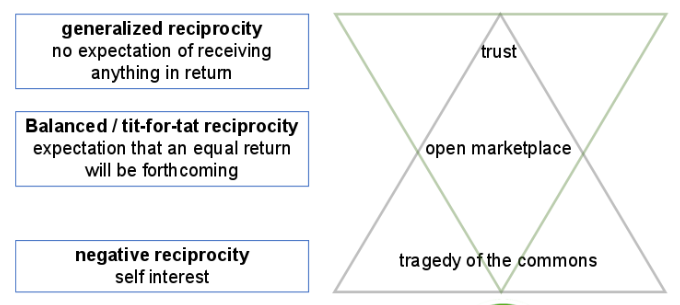 generalized reciprocity
no expectation of receiving
anything in return
trust
Balanced / tit-for-tat reciprocity
expectation that an equal return
will be forthcoming
open marketplace
negative reciprocity
self interest
tragedy of the commons